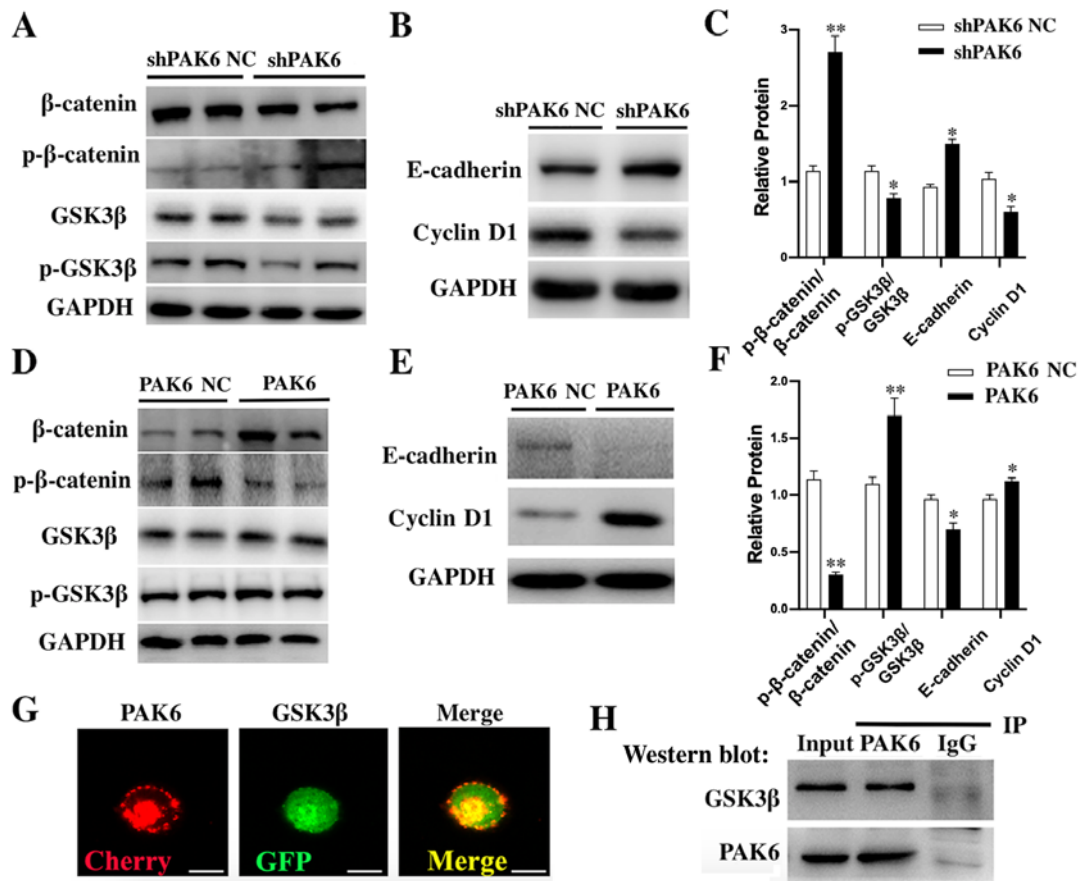 A
shPAK6 NC shPAK6
β-catenin
p-β-catenin
GSK3β
p-GSK3β
GAPDH
B
shPAK6 NC shPAK6
E-cadherin
Cyclin D1
GAPDH
C
shPAK6 NC
shPAK6
Relative Protein
3
2
1
0
**
*
*
*
p-β-catenin/
β-catenin
p-GSK3β/
GSK3β
E-cadherin
Cyclin D1
D
PAK6 NC PAK6
β-catenin
p-β-catenin
GSK3β
p-GSK3β
GAPDH
E
PAK6 NC PAK6
E-cadherin
Cyclin D1
GAPDH
F
PAK6 NC
PAK6
Relative Protein
2.0
1.5
1.0
0.5
0.0
**
**
*
*
p-β-catenin/
β-catenin
p-GSK3β/
GSK3β
E-cadherin
Cyclin D1
G
PAK6 GSK3β Merge
Cherry GFP Merge
H
IP
Western blot: Input PAK6 IgG
GSK3β
PAK6